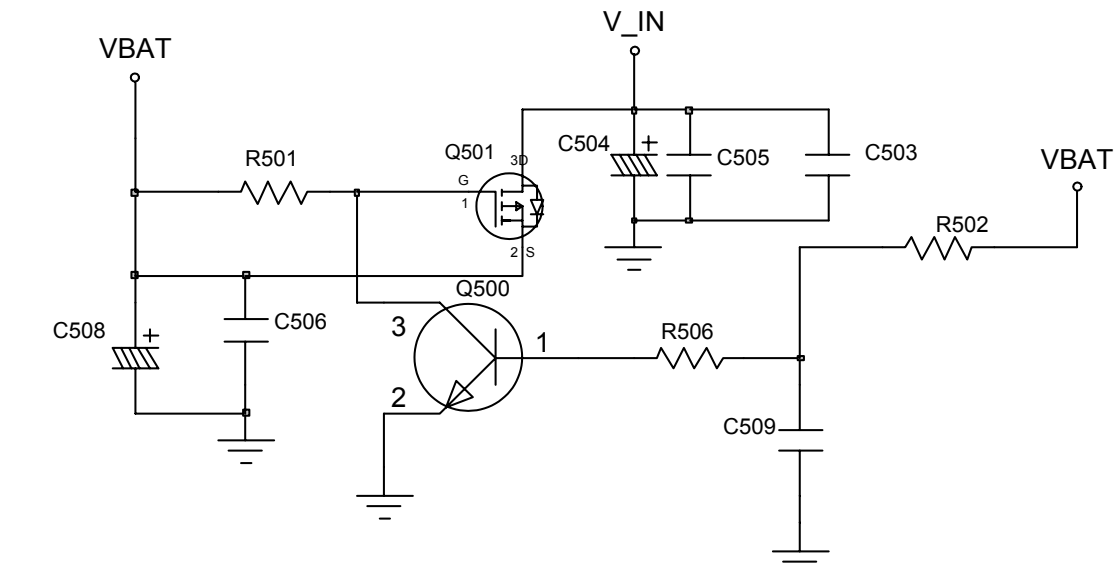 V_IN
VBAT
C504
+
C505
C503
R501
Q501
3D
G
1
VBAT
R502
2
S
Q500
C508
+
C506
3
1
R506
2
C509